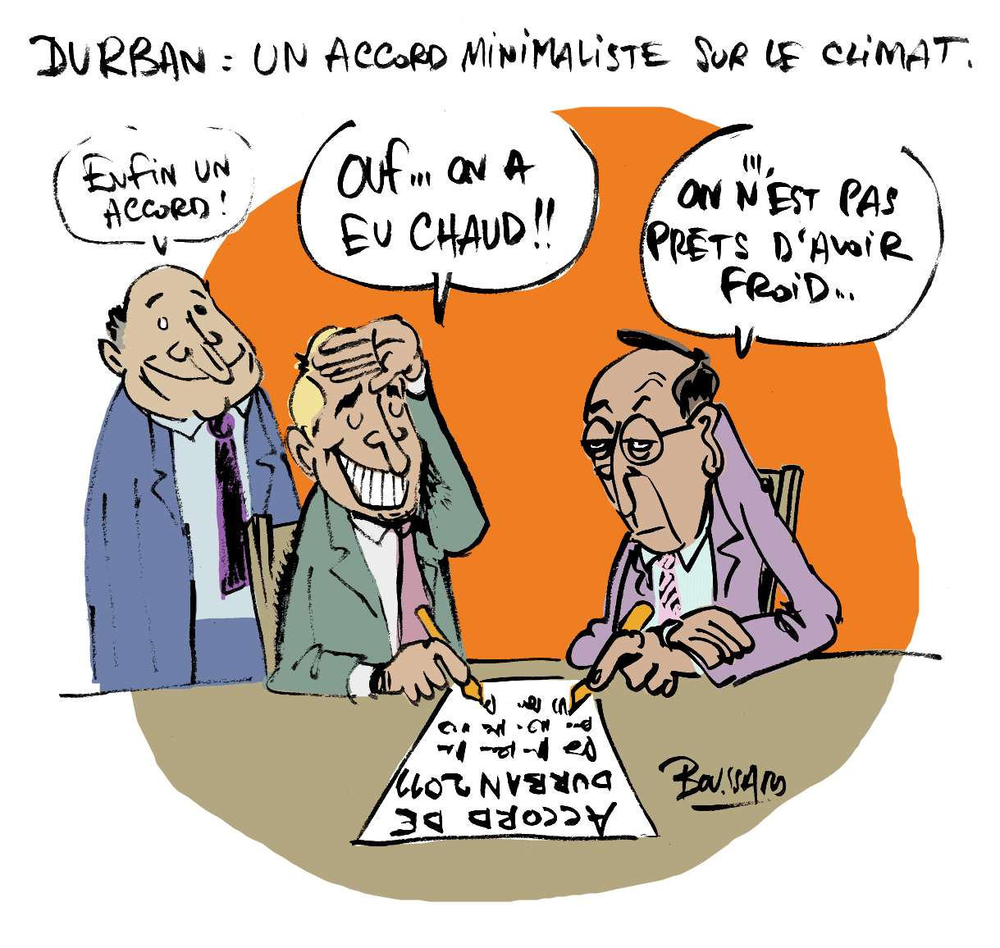 DURBAN : UN ACCORD MINIMALISTE SUR LE CLIMAT.
ENFIN UN
ACCORD !
OUF... ON A
EU CHAUD !!
...
ON N'EST PAS
PRETS D'AVOIR
FROID...
ACCORD DE
DURBAN 2011
BOUSSARD